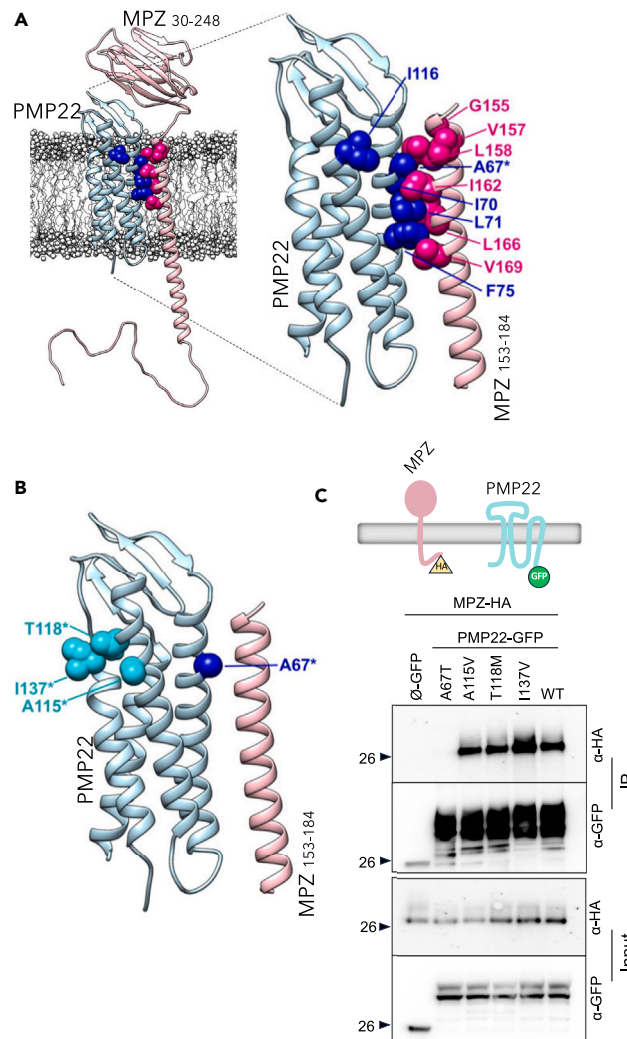 A
MPZ 30-248
PMP22
I116
G155
V157
L158
A67*
I162
I70
L71
L166
V169
F75
PMP22
MPZ 153-184
B
T118*
I137*
A115*
A67*
PMP22
MPZ 153-184
C
MPZ
PMP22
HA
GFP
MPZ-HA
PMP22-GFP
Ø-GFP
A67T
A115V
T118M
I137V
WT
26
α-HA
IP
26
α-GFP
26
α-HA
Input
26
α-GFP